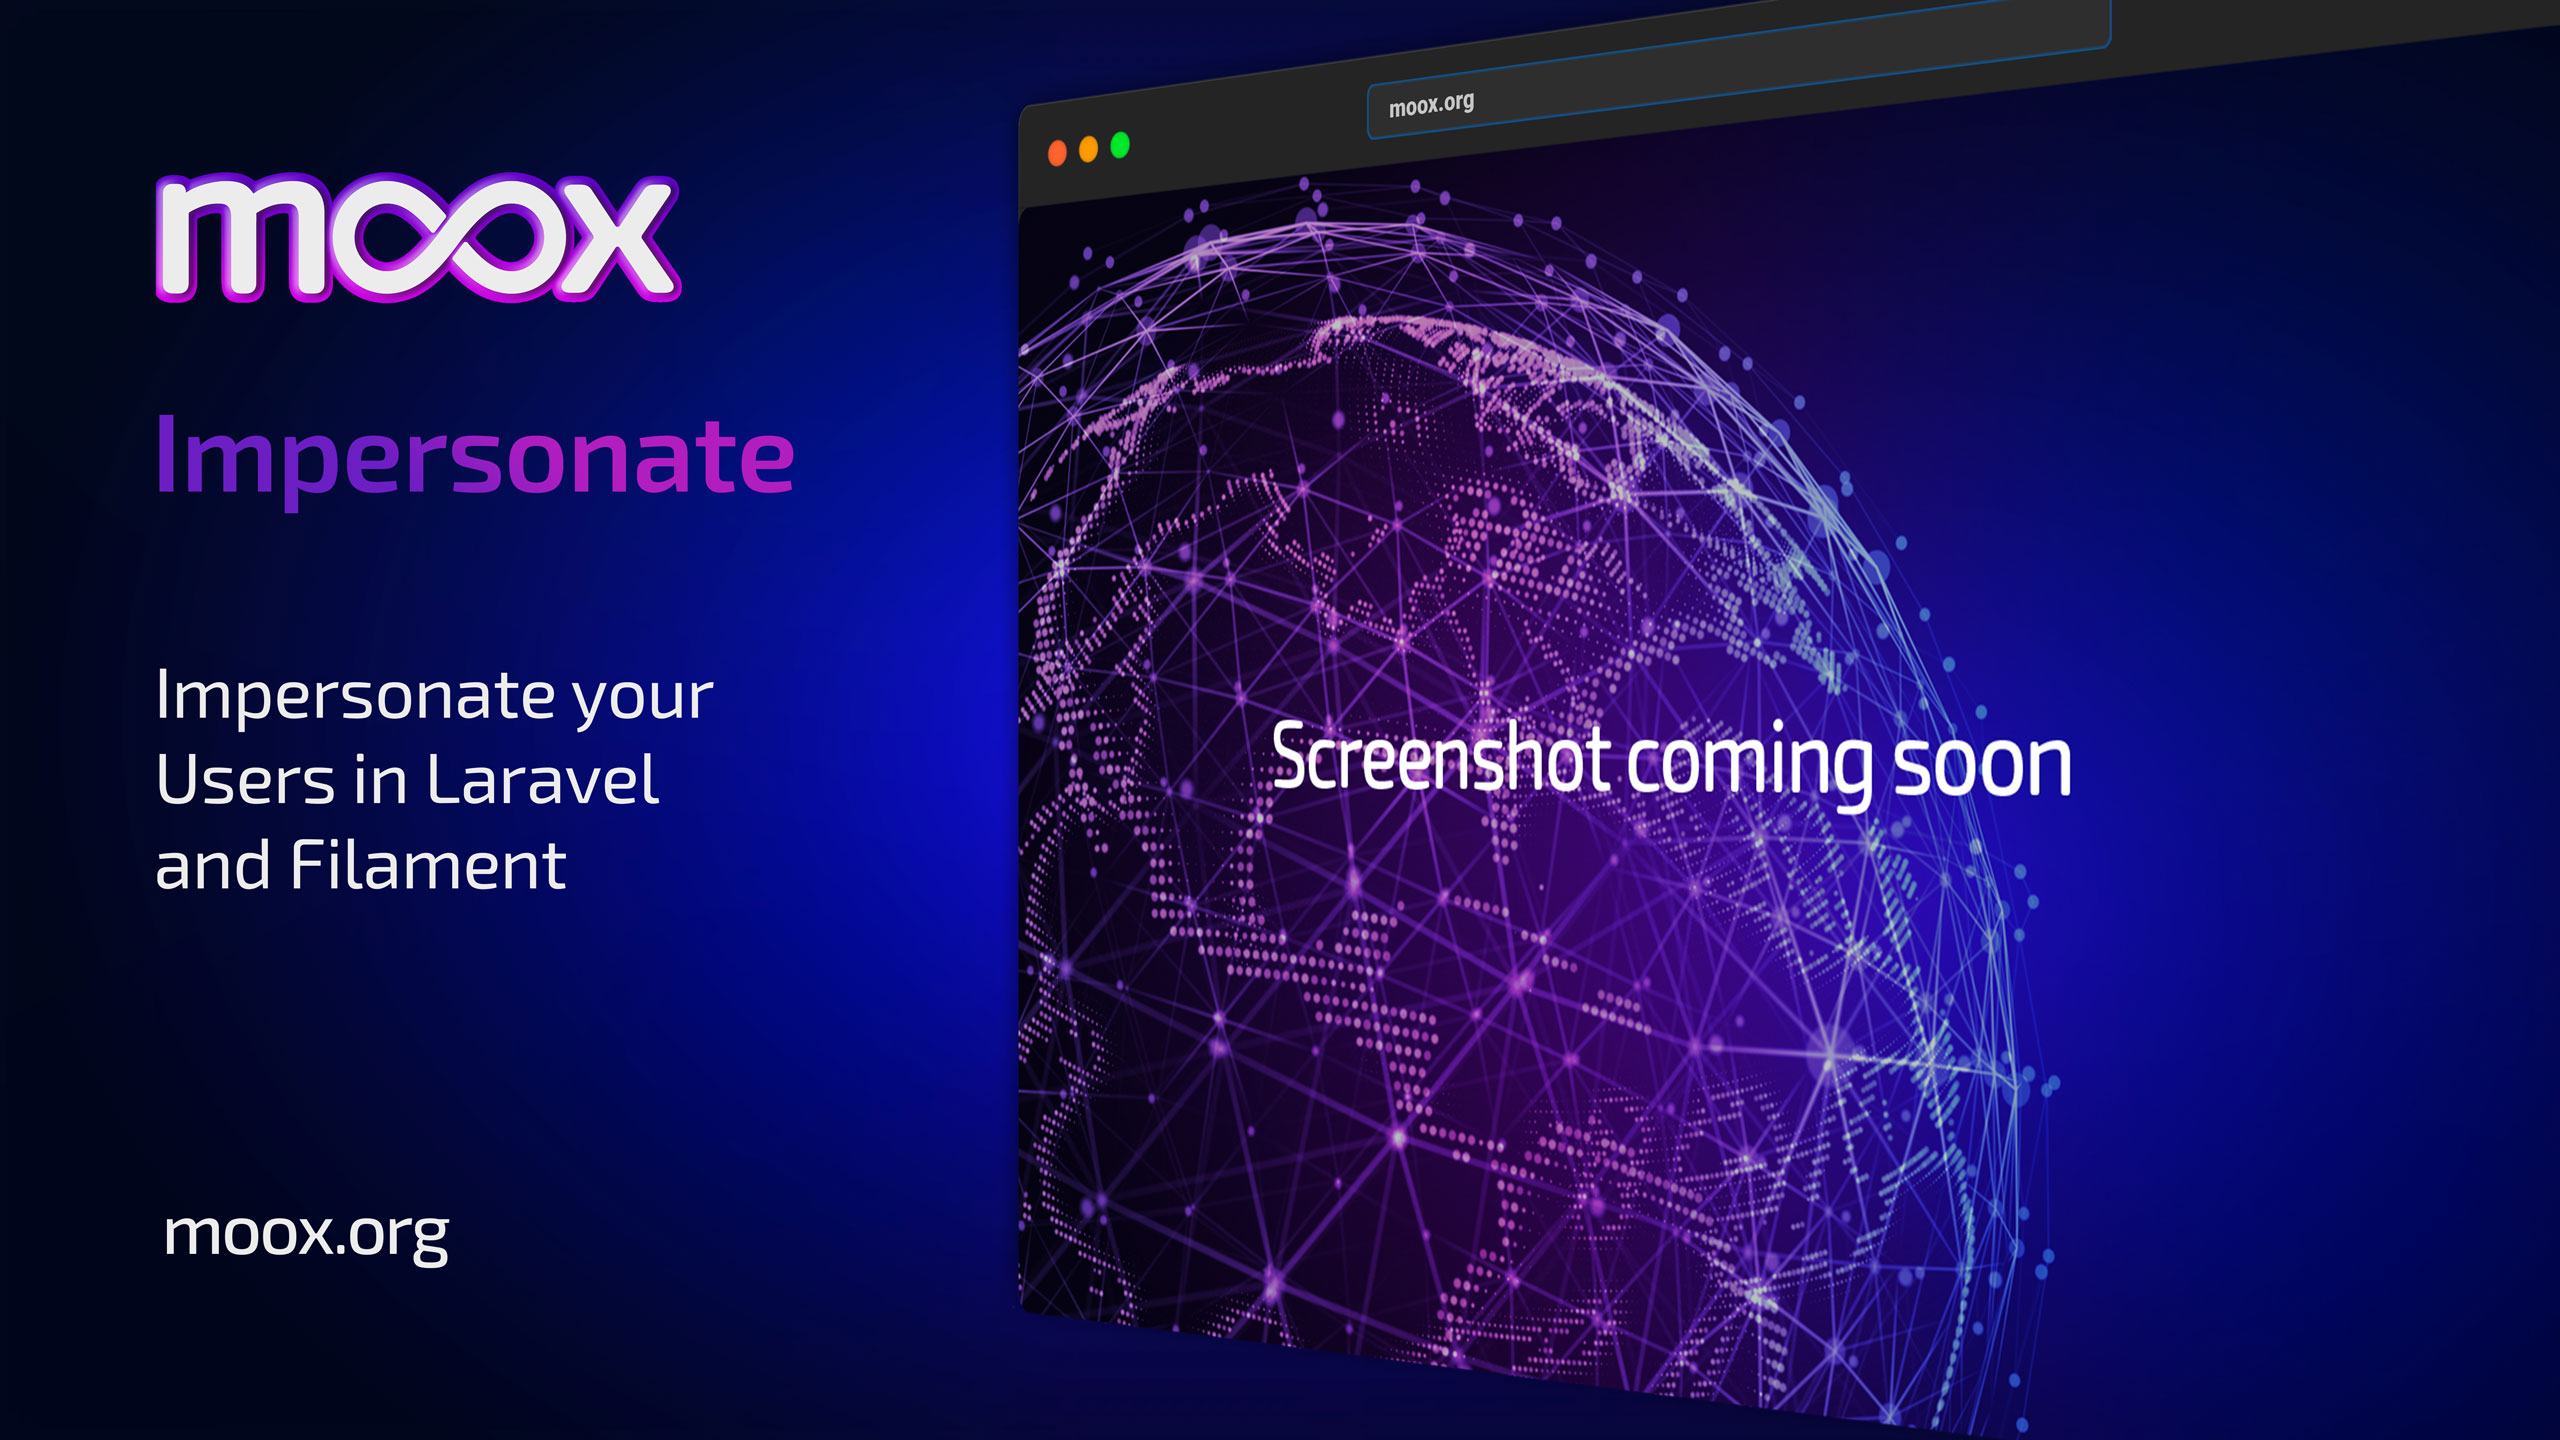 moox
Impersonate
Impersonate your
Users in Laravel
and Filament
moox.org
moox.org
Screenshot coming soon